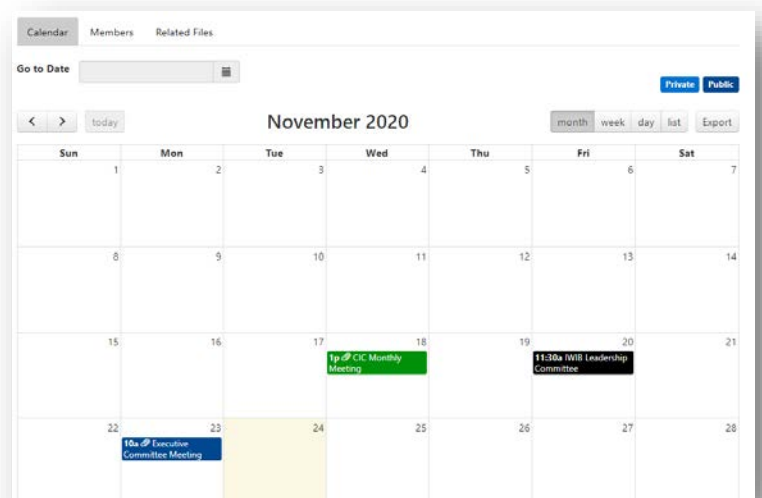 Calendar Members Related Files
Go to Date
Private Public
today November 2020 month week day list Export
Sun Mon Tue Wed Thu Fri Sat
1 2 3 4 5 6 7
8 9 10 11 12 13 14
15 16 17 18 19 20 21
1p CIC Monthly
Meeting
11:30a IWIB Leadership
Committee
22 23 24 25 26 27 28
10a Executive
Committee Meeting